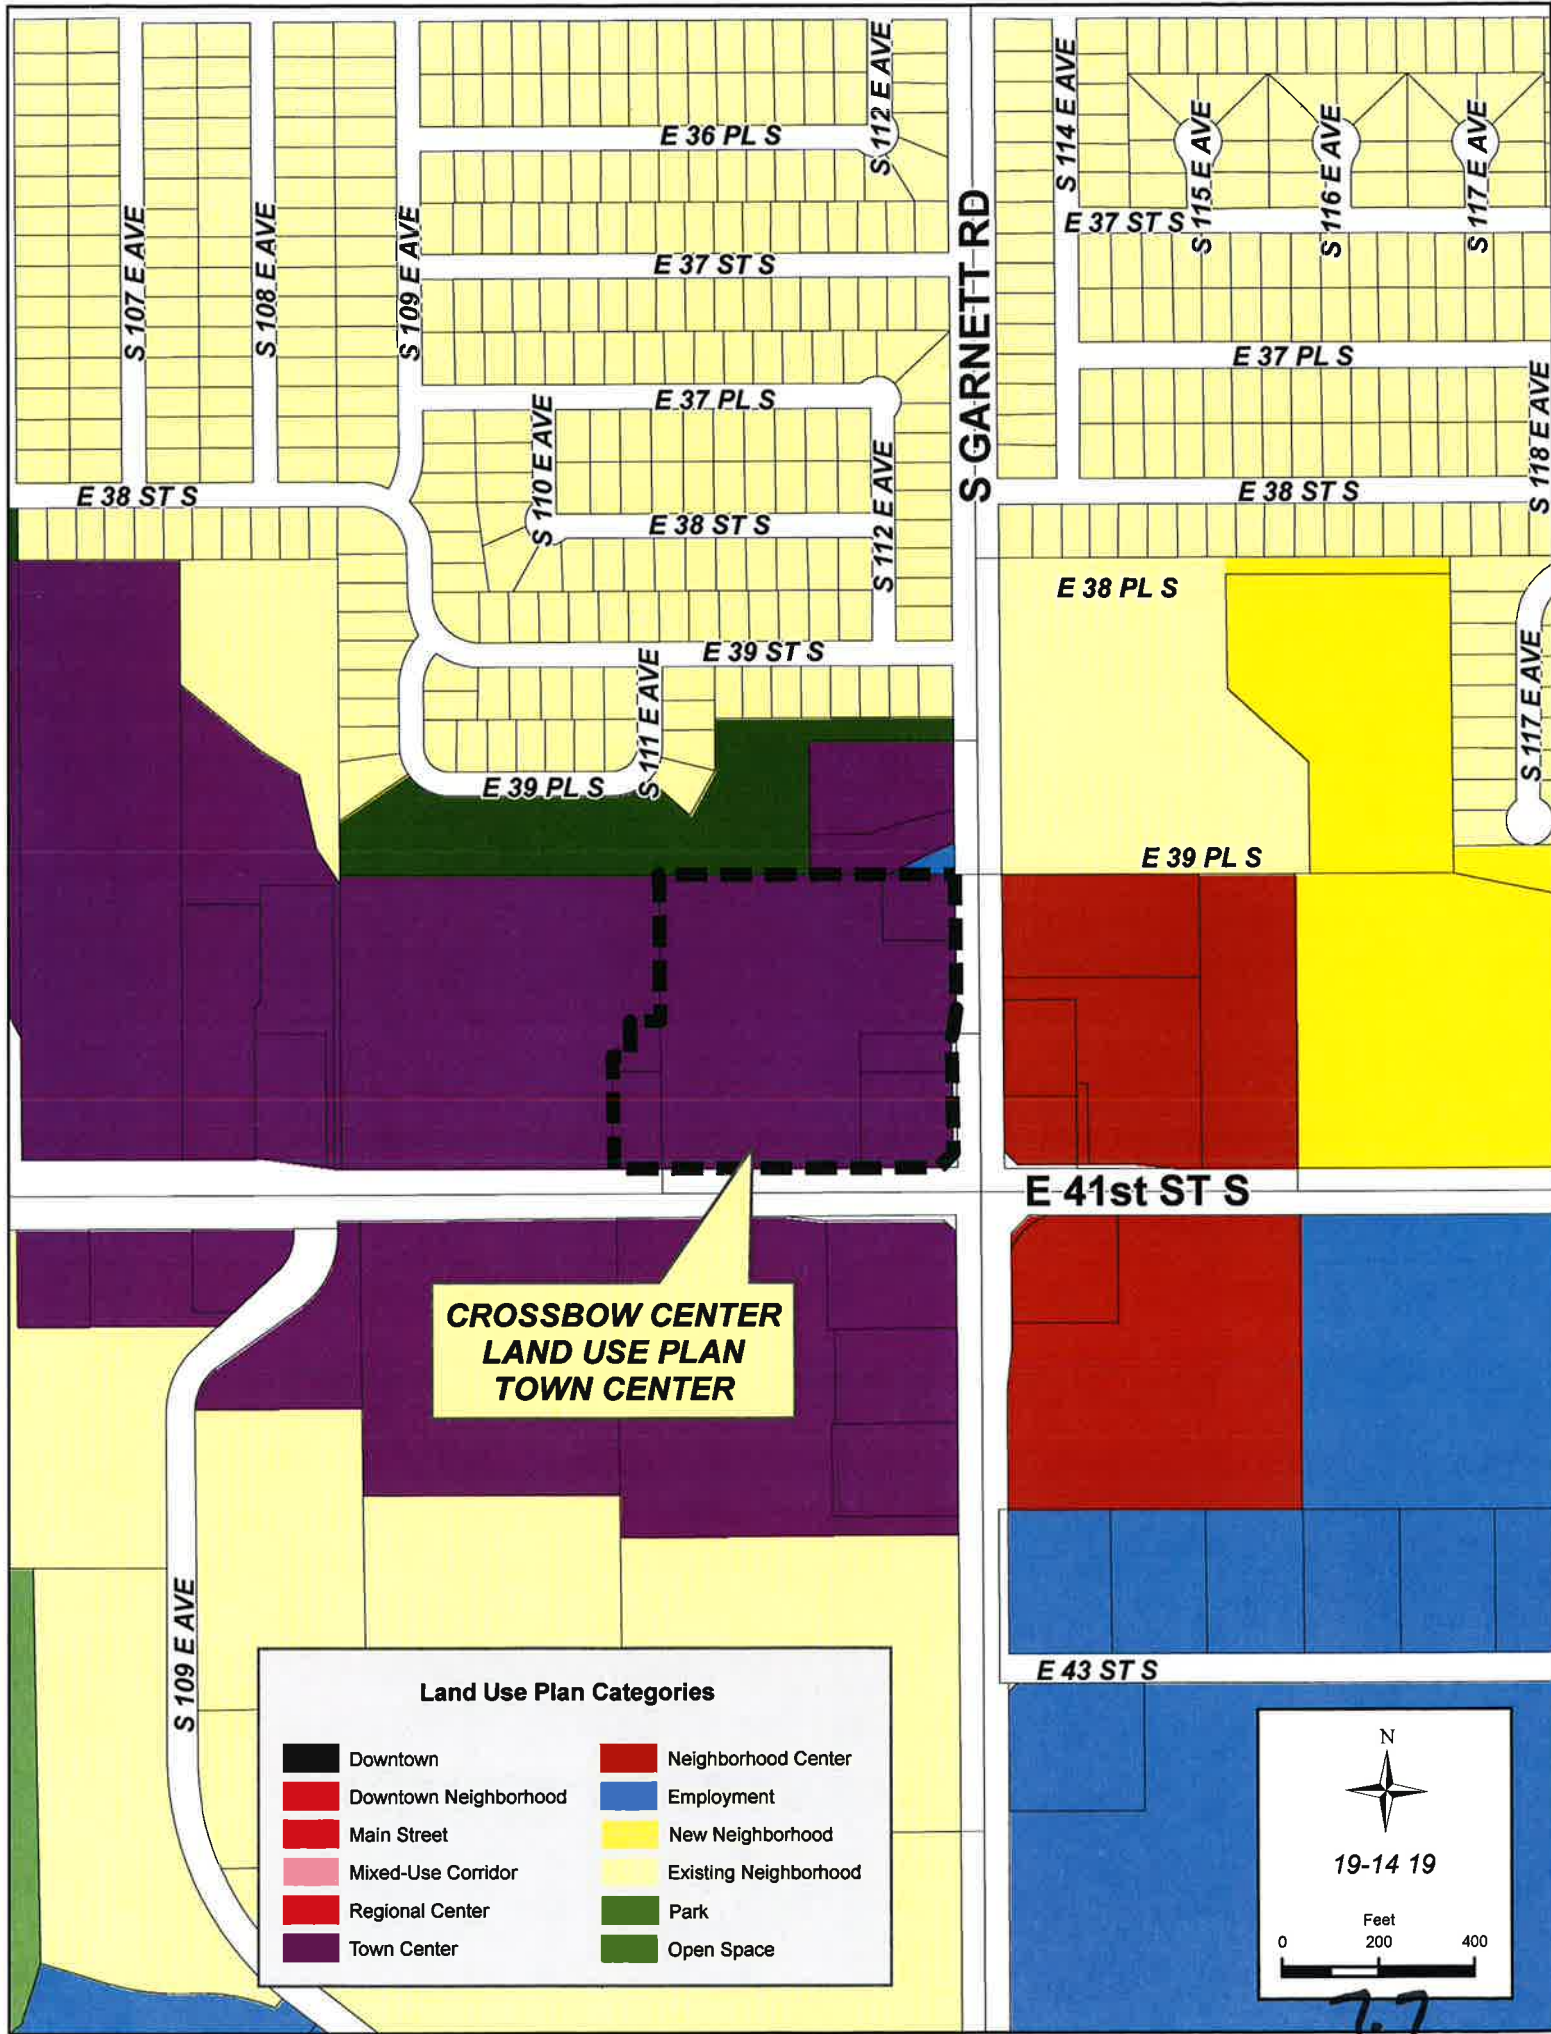 S 112 E AVE
E 36 PL S
S 114 E AVE
S 115 E AVE
S 116 E AVE
S 117 E AVE
E 37 ST S
S 107 E AVE
S 108 E AVE
S 109 E AVE
E 37 ST S
S GARNETT RD
E 37 PL S
E 37 PL S
S 110 E AVE
S 112 E AVE
S 118 E AVE
E 38 ST S
E 38 ST S
E 38 ST S
E 38 PL S
E 39 ST S
S 111 E AVE
S 117 E AVE
E 39 PL S
E 39 PL S
E 41st ST S
CROSSBOW CENTER
LAND USE PLAN
TOWN CENTER
S 109 E AVE
E 43 ST S
Land Use Plan Categories
Downtown
Downtown Neighborhood
Main Street
Mixed-Use Corridor
Regional Center
Town Center
Neighborhood Center
Employment
New Neighborhood
Existing Neighborhood
Park
Open Space
N
19-14 19
Feet
0 200 400
7.7